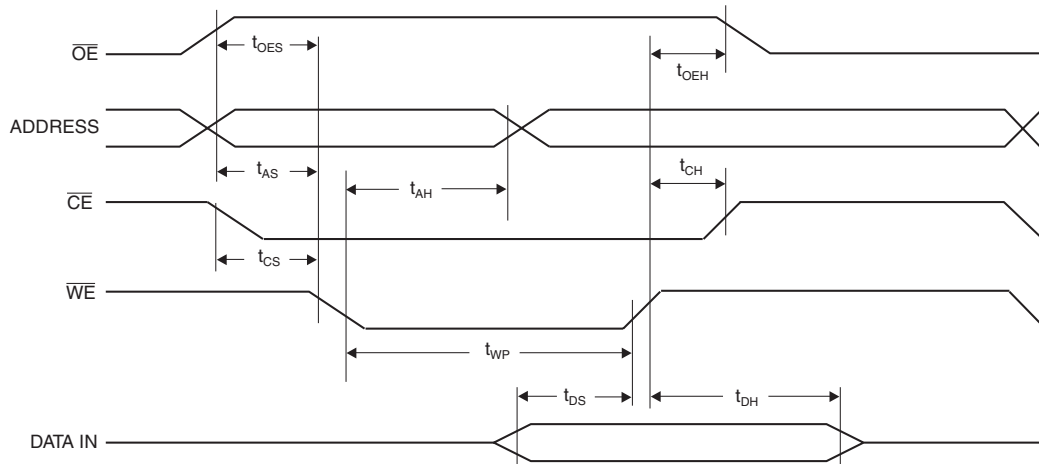 OE
tOES
tOEH
ADDRESS
tAS
tAH
tCH
CE
tCS
WE
tWP
tDS
tDH
DATA IN